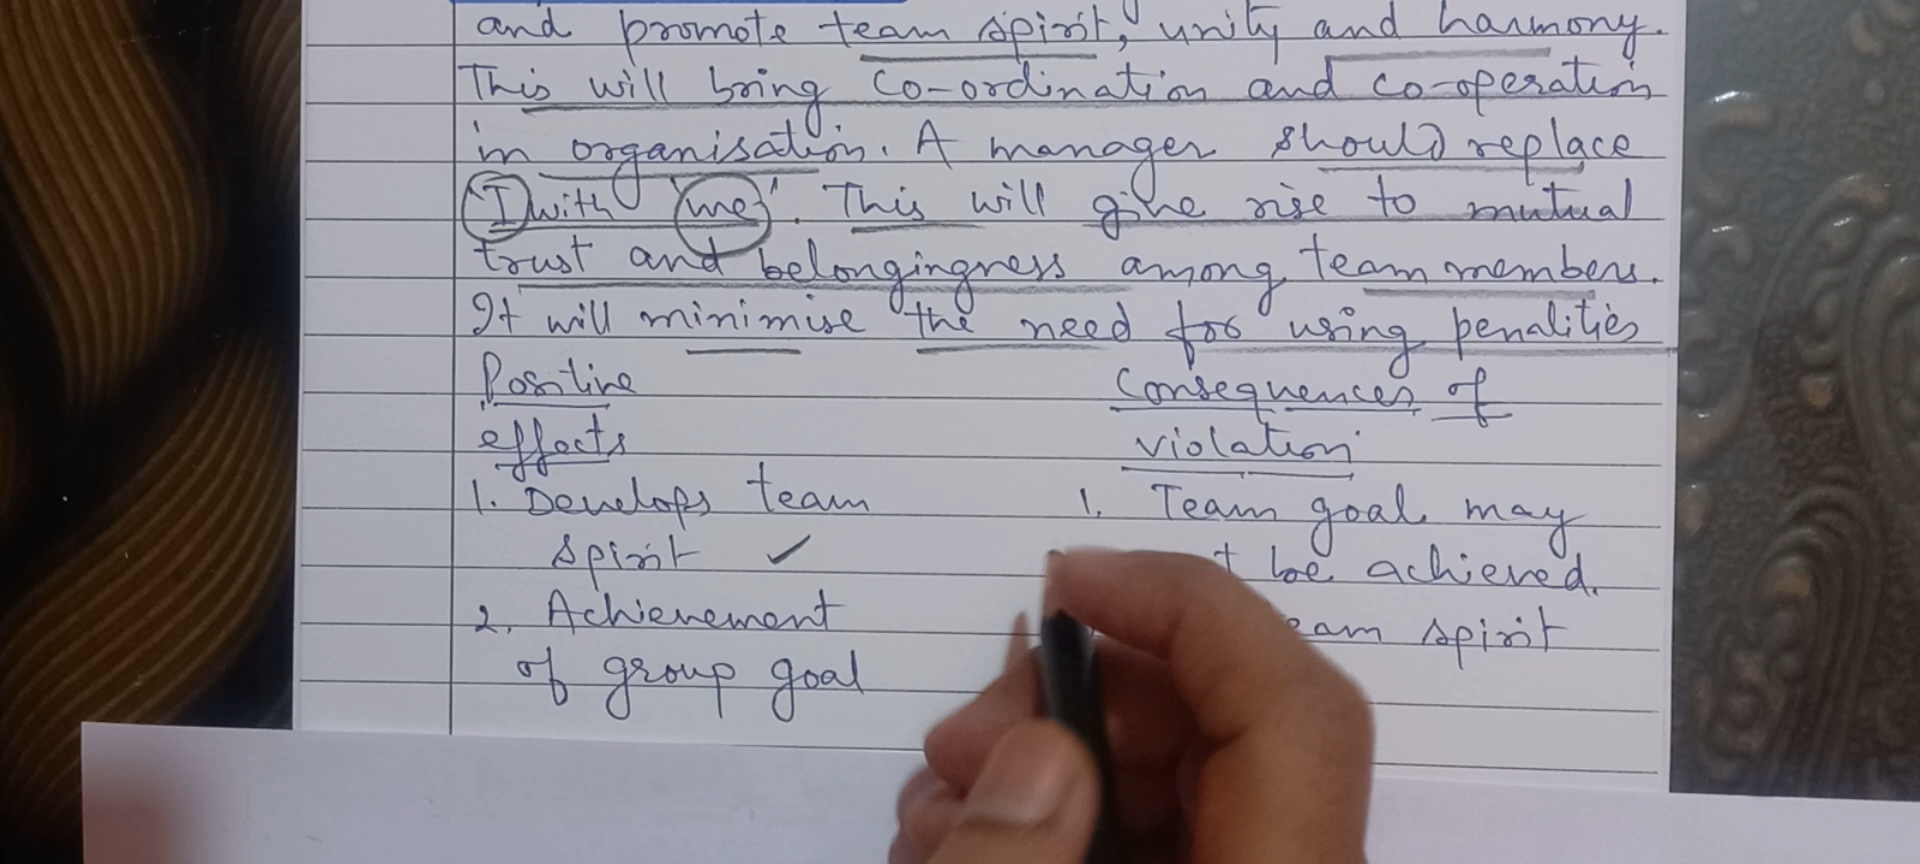 and promote team spirit, unity and harmony.
This will bring co-ordination and co-operation
in organisation. A manager should replace
I with 'we'. This will give rise to mutual
trust and belongingness among team members.
It will minimise the need for using penalities
Positive
effects
1. Develops team
spirit ✓
2. Achievement
of group goal
Consequences of
violation
1. Team goal may
be achieved.
spirit